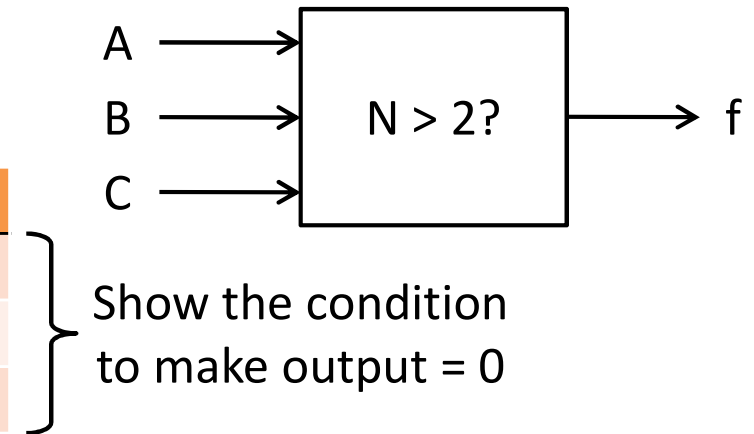 A
B
C
N > 2?
f
Show the condition
to make output = 0